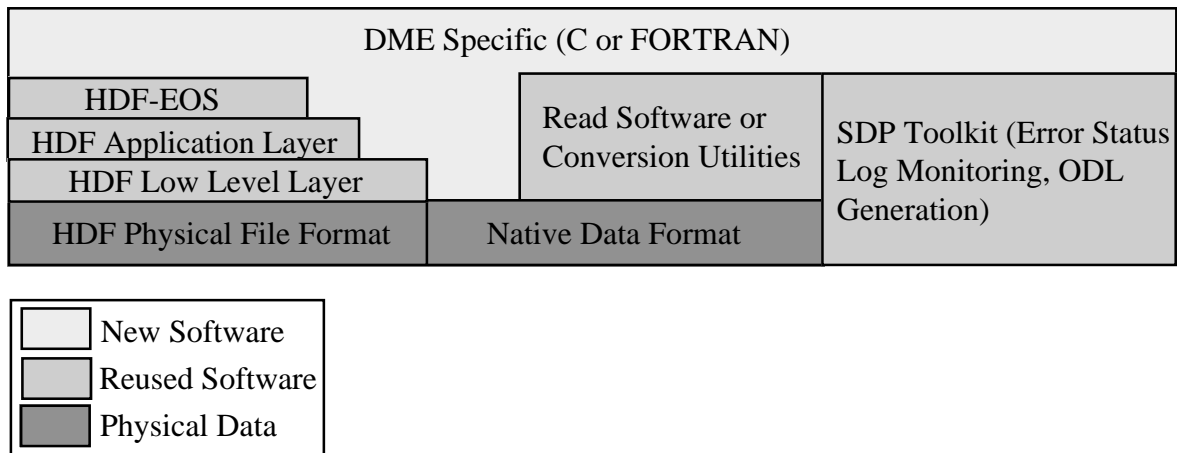 DME Specific (C or FORTRAN)
HDF-EOS
HDF Application Layer
HDF Low Level Layer
HDF Physical File Format
Read Software or
Conversion Utilities
Native Data Format
SDP Toolkit (Error Status
Log Monitoring, ODL
Generation)
New Software
Reused Software
Physical Data